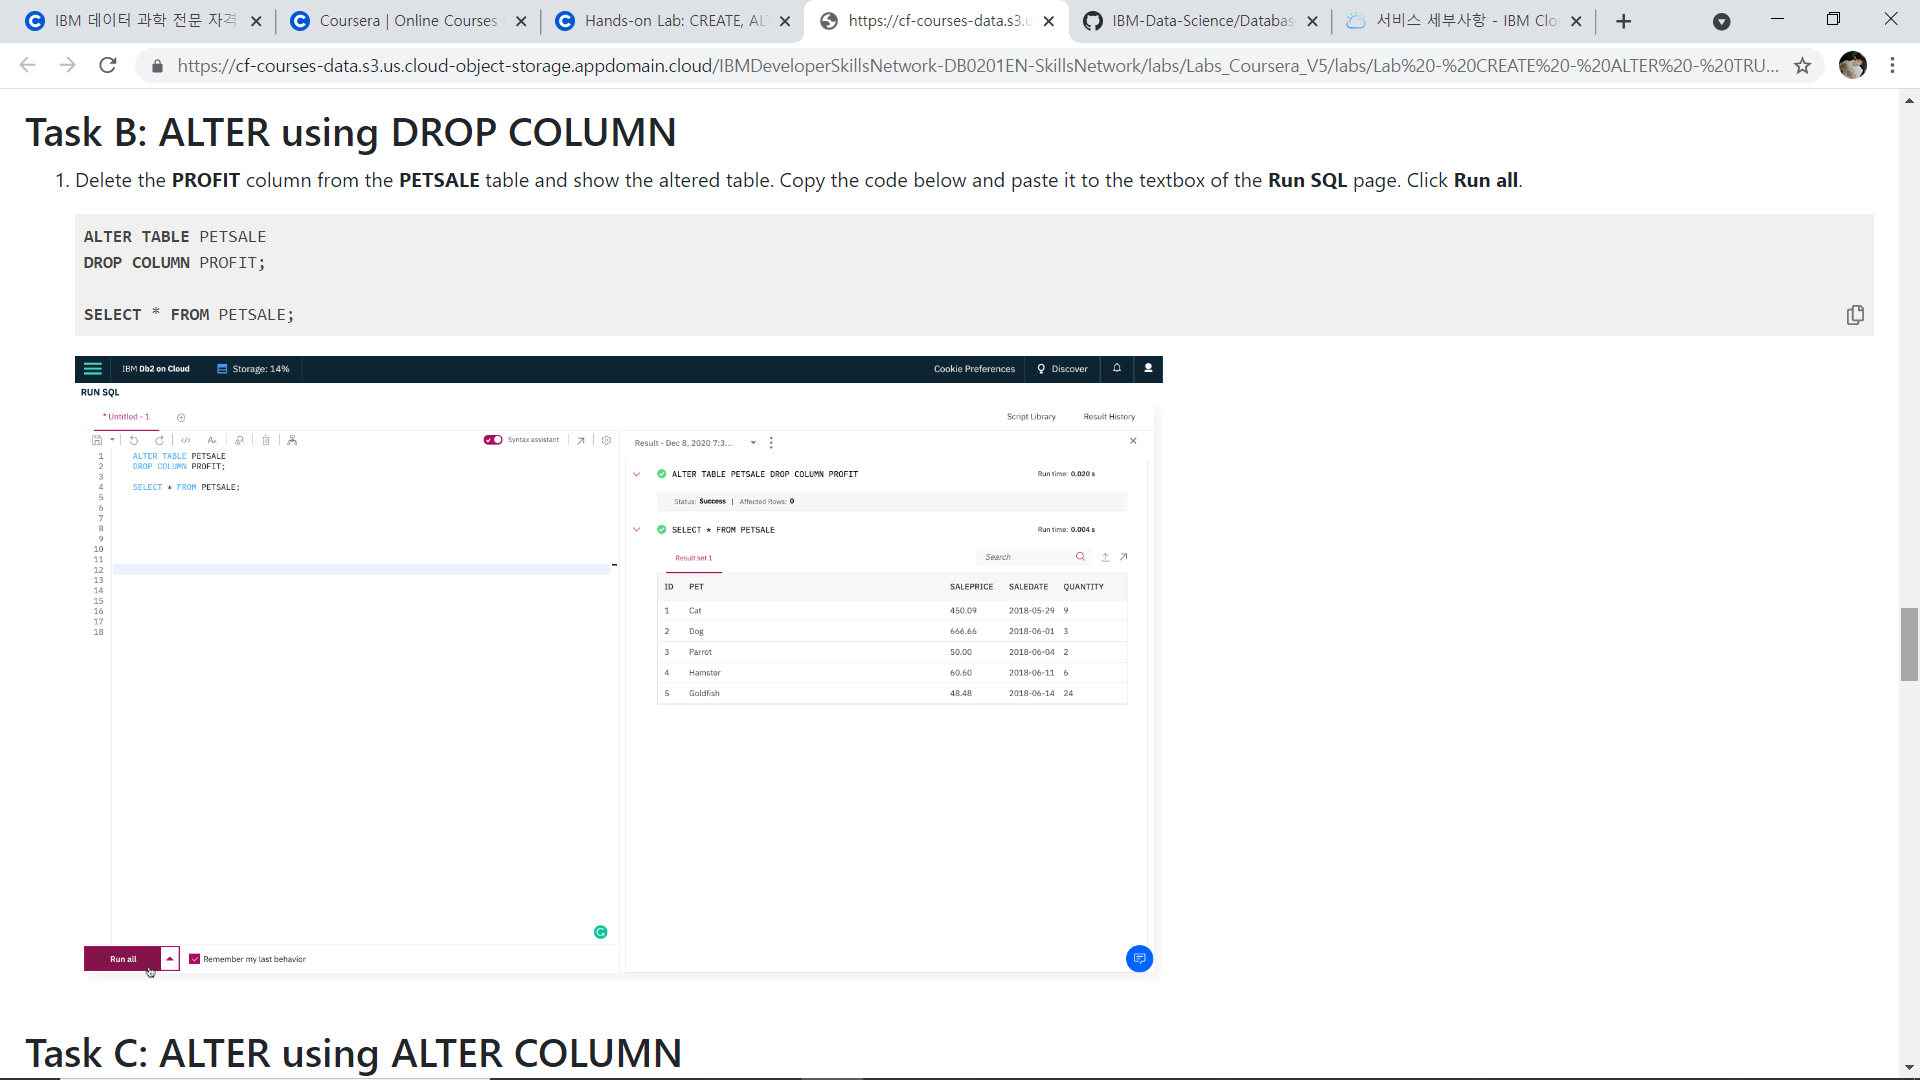 IBM 데이터 과학 전문 자격
Coursera | Online Courses
Hands-on Lab: CREATE, AL
https://cf-courses-data.s3.u
IBM-Data-Science/Databas
서비스 세부사항 - IBM Clo
https://cf-courses-data.s3.us.cloud-object-storage.appdomain.cloud/IBMDeveloperSkillsNetwork-DB0201EN-SkillsNetwork/labs/Labs_Coursera_V5/labs/Lab%20-%20CREATE%20-%20ALTER%20-%20TRU...
Task B: ALTER using DROP COLUMN
1. Delete the PROFIT column from the PETSALE table and show the altered table. Copy the code below and paste it to the textbox of the Run SQL page. Click Run all.
ALTER TABLE PETSALE
DROP COLUMN PROFIT;
SELECT * FROM PETSALE;
IBM Db2 on Cloud
Storage: 14%
Cookie Preferences
Discover
RUN SQL
* Untitled - 1
Script Library
Result History
Syntax assistant
Result - Dec 8, 2020 7:3...
1 ALTER TABLE PETSALE
2 DROP COLUMN PROFIT;
3
4 SELECT * FROM PETSALE;
5
6
7
8
9
10
11
12
13
14
15
16
17
18
ALTER TABLE PETSALE DROP COLUMN PROFIT
Run time: 0.020 s
Status: Success | Affected Rows: 0
SELECT * FROM PETSALE
Run time: 0.004 s
Result set 1
Search
ID PET SALEPRICE SALEDATE QUANTITY
1 Cat 450.09 2018-05-29 9
2 Dog 666.66 2018-06-01 3
3 Parrot 50.00 2018-06-04 2
4 Hamster 60.60 2018-06-11 6
5 Goldfish 48.48 2018-06-14 24
Run all
Remember my last behavior
Task C: ALTER using ALTER COLUMN